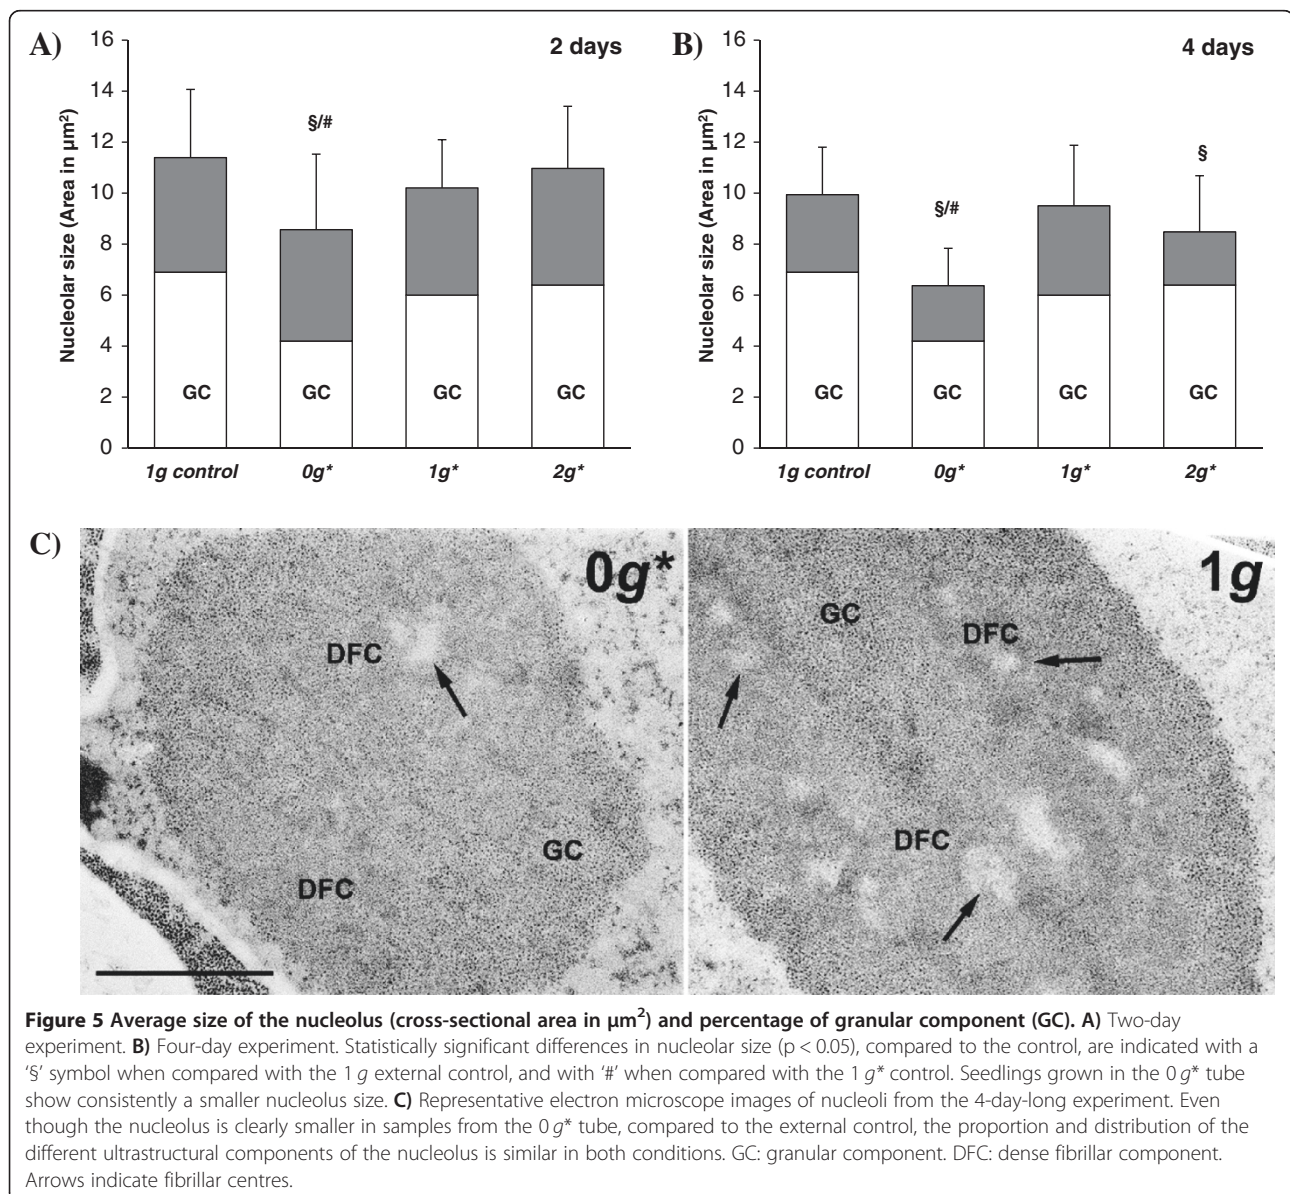 A)
2 days
16
14
12
10
8
6
4
2
0
Nucleolar size (Area in µm²)
§/#
GC GC GC GC
1g control 0g* 1g* 2g*
B)
4 days
16
14
12
10
8
6
4
2
0
Nucleolar size (Area in µm²)
§/#
§
GC GC GC GC
1g control 0g* 1g* 2g*
C)
0g*
DFC
GC
DFC
1g
GC
DFC
DFC
Figure 5 Average size of the nucleolus (cross-sectional area in µm²) and percentage of granular component (GC). A) Two-day
experiment. B) Four-day experiment. Statistically significant differences in nucleolar size (p < 0.05), compared to the control, are indicated with a
‘§’ symbol when compared with the 1 g external control, and with ‘#’ when compared with the 1 g* control. Seedlings grown in the 0 g* tube
show consistently a smaller nucleolus size. C) Representative electron microscope images of nucleoli from the 4-day-long experiment. Even
though the nucleolus is clearly smaller in samples from the 0 g* tube, compared to the external control, the proportion and distribution of the
different ultrastructural components of the nucleolus is similar in both conditions. GC: granular component. DFC: dense fibrillar component.
Arrows indicate fibrillar centres.